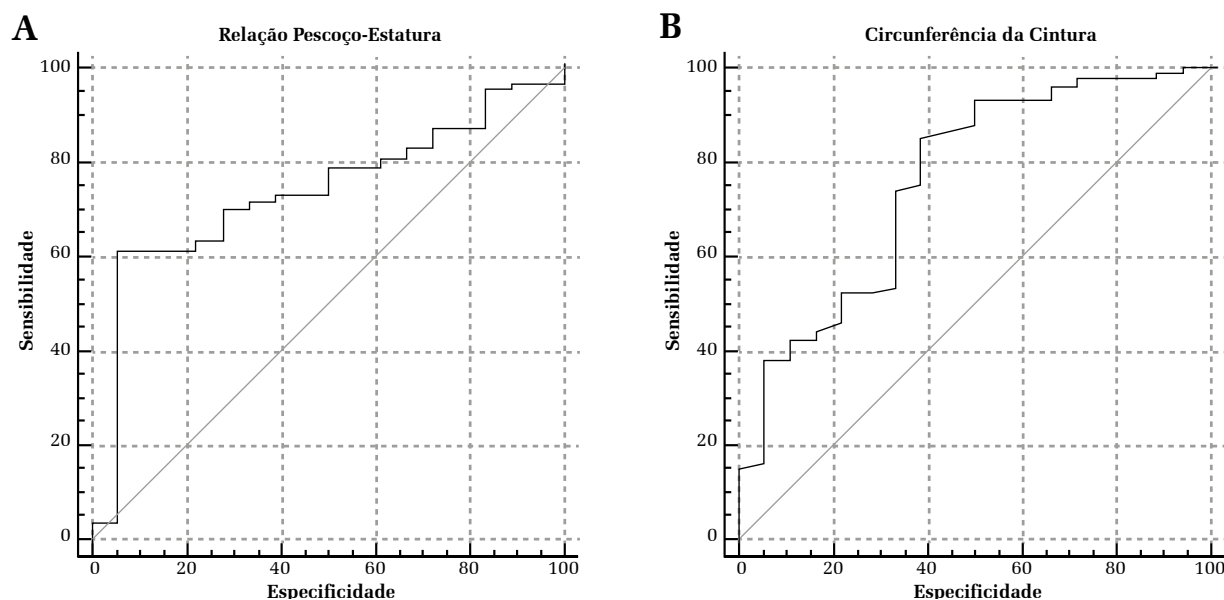 A
Relação Pescoço-Estatura
100
80
60
40
20
0
Sensibilidade
0 20 40 60 80 100
Especificidade
B
Circunferência da Cintura
100
80
60
40
20
0
Sensibilidade
0 20 40 60 80 100
Especificidade